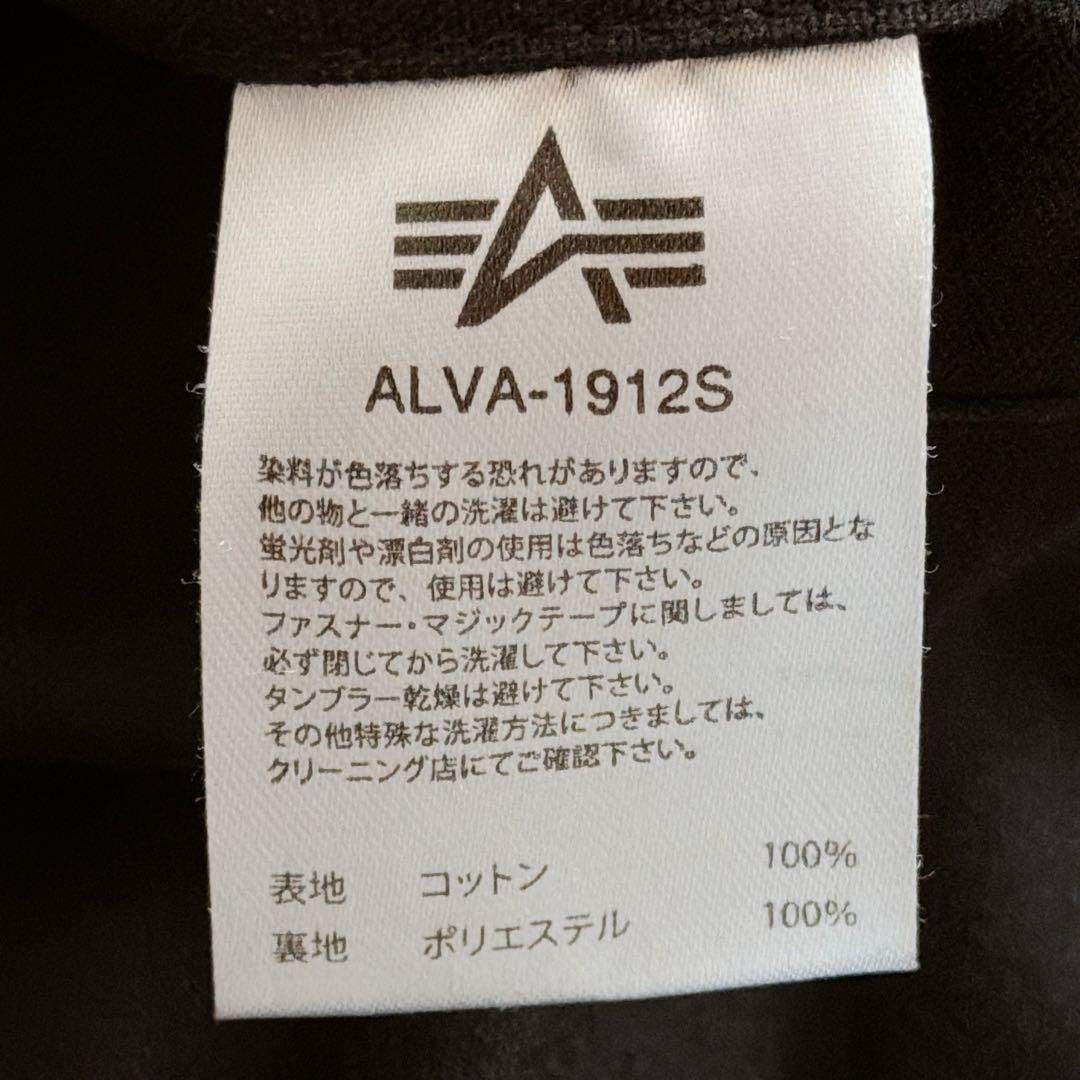 ALVA-1912S
染料が色落ちする恐れがありますので、
他の物と一緒の洗濯は避けて下さい。
蛍光剤や漂白剤の使用は色落ちなどの原因とな
りますので、使用は避けて下さい。
ファスナー・マジックテープに関しましては、
必ず閉じてから洗濯して下さい。
タンブラー乾燥は避けて下さい。
その他特殊な洗濯方法につきましては、
クリーニング店にてご確認下さい。
表地 コットン 100%
裏地 ポリエステル 100%